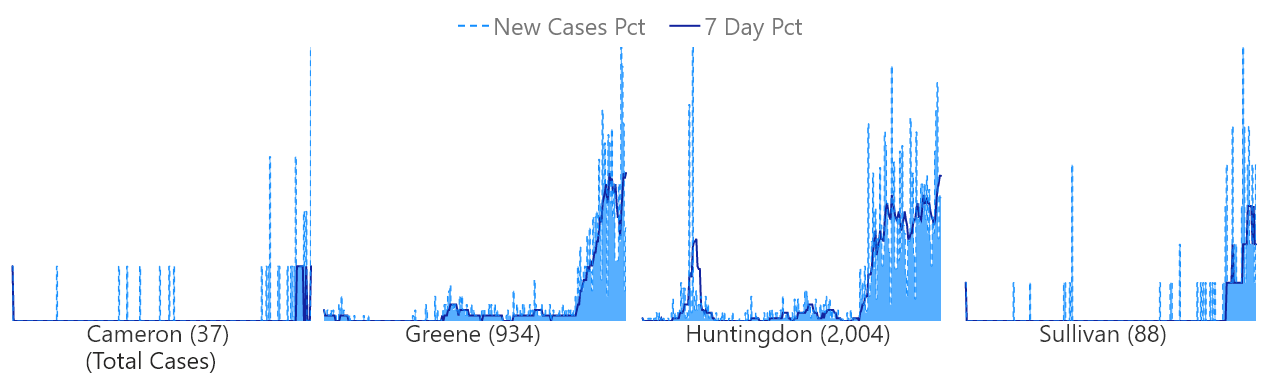 New Cases Pct 7 Day Pct
Cameron (37) Greene (934) Huntingdon (2,004) Sullivan (88)
(Total Cases)